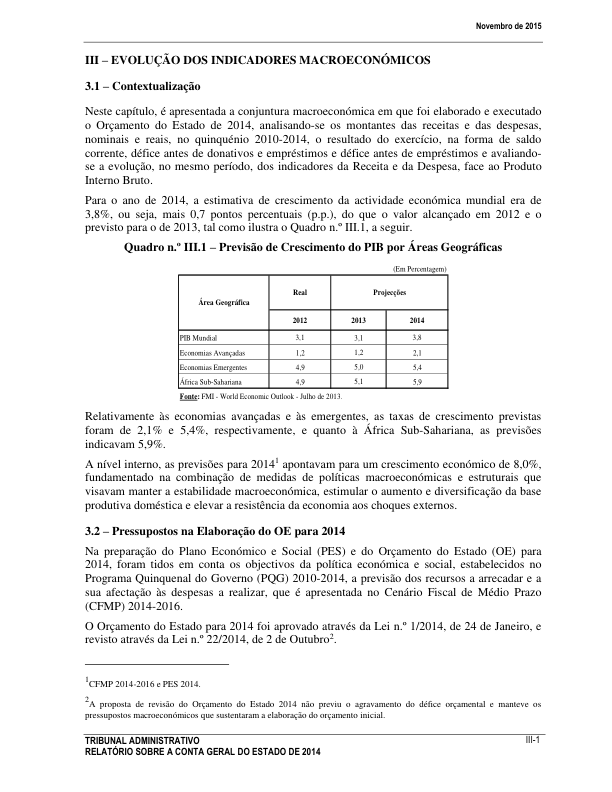 Novembro de 2015
III – EVOLUÇÃO DOS INDICADORES MACROECONÓMICOS
3.1 – Contextualização
Neste capítulo, é apresentada a conjuntura macroeconómica em que foi elaborado e executado
o Orçamento do Estado de 2014, analisando-se os montantes das receitas e das despesas,
nominais e reais, no quinquénio 2010-2014, o resultado do exercício, na forma de saldo
corrente, défice antes de donativos e empréstimos e défice antes de empréstimos e avaliando-
se a evolução, no mesmo período, dos indicadores da Receita e da Despesa, face ao Produto
Interno Bruto.
Para o ano de 2014, a estimativa de crescimento da actividade económica mundial era de
3,8%, ou seja, mais 0,7 pontos percentuais (p.p.), do que o valor alcançado em 2012 e o
previsto para o de 2013, tal como ilustra o Quadro n.º III.1, a seguir.
Quadro n.º III.1 – Previsão de Crescimento do PIB por Áreas Geográficas
(Em Percentagem)
Área Geográfica Real Projecções
2012 2013 2014
PIB Mundial 3,1 3,1 3,8
Economias Avançadas 1,2 1,2 2,1
Economias Emergentes 4,9 5,0 5,4
África Sub-Sahariana 4,9 5,1 5,9
Fonte: FMI - World Economic Outlook - Julho de 2013.
Relativamente às economias avançadas e às emergentes, as taxas de crescimento previstas
foram de 2,1% e 5,4%, respectivamente, e quanto à África Sub-Sahariana, as previsões
indicavam 5,9%.
A nível interno, as previsões para 2014¹ apontavam para um crescimento económico de 8,0%,
fundamentado na combinação de medidas de políticas macroeconómicas e estruturais que
visavam manter a estabilidade macroeconómica, estimular o aumento e diversificação da base
produtiva doméstica e elevar a resistência da economia aos choques externos.
3.2 – Pressupostos na Elaboração do OE para 2014
Na preparação do Plano Económico e Social (PES) e do Orçamento do Estado (OE) para
2014, foram tidos em conta os objectivos da política económica e social, estabelecidos no
Programa Quinquenal do Governo (PQG) 2010-2014, a previsão dos recursos a arrecadar e a
sua afectação às despesas a realizar, que é apresentada no Cenário Fiscal de Médio Prazo
(CFMP) 2014-2016.
O Orçamento do Estado para 2014 foi aprovado através da Lei n.º 1/2014, de 24 de Janeiro, e
revisto através da Lei n.º 22/2014, de 2 de Outubro².
¹CFMP 2014-2016 e PES 2014.
²A proposta de revisão do Orçamento do Estado 2014 não previu o agravamento do défice orçamental e manteve os
pressupostos macroeconómicos que sustentaram a elaboração do orçamento inicial.
TRIBUNAL ADMINISTRATIVO III-1
RELATÓRIO SOBRE A CONTA GERAL DO ESTADO DE 2014